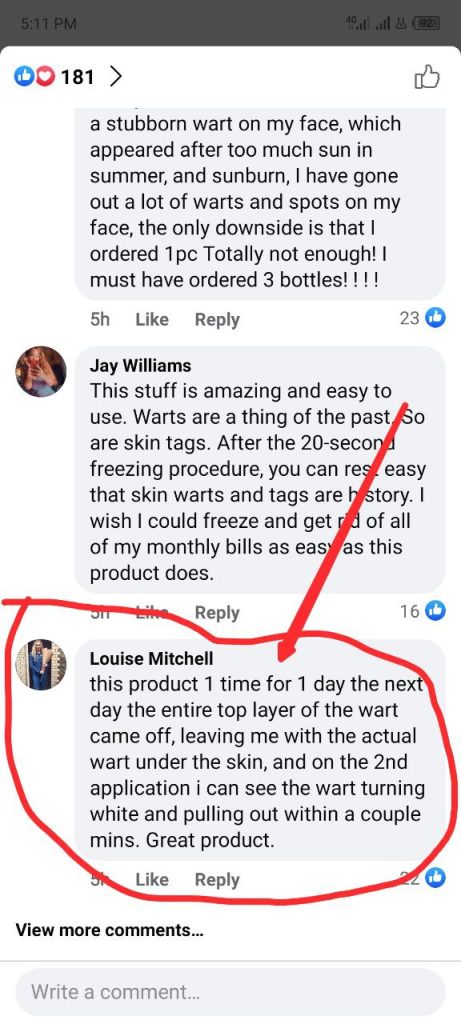 5:11 PM
4G
92
181
a stubborn wart on my face, which
appeared after too much sun in
summer, and sunburn, I have gone
out a lot of warts and spots on my
face, the only downside is that I
ordered 1pc Totally not enough! I
must have ordered 3 bottles! ! ! !
5h Like Reply 23
Jay Williams
This stuff is amazing and easy to
use. Warts are a thing of the past. So
are skin tags. After the 20-second
freezing procedure, you can rest easy
that skin warts and tags are history. I
wish I could freeze and get rid of all
of my monthly bills as easy as this
product does.
5h Like Reply 16
Louise Mitchell
this product 1 time for 1 day the next
day the entire top layer of the wart
came off, leaving me with the actual
wart under the skin, and on the 2nd
application i can see the wart turning
white and pulling out within a couple
mins. Great product.
5h Like Reply 22
View more comments...
Write a comment...